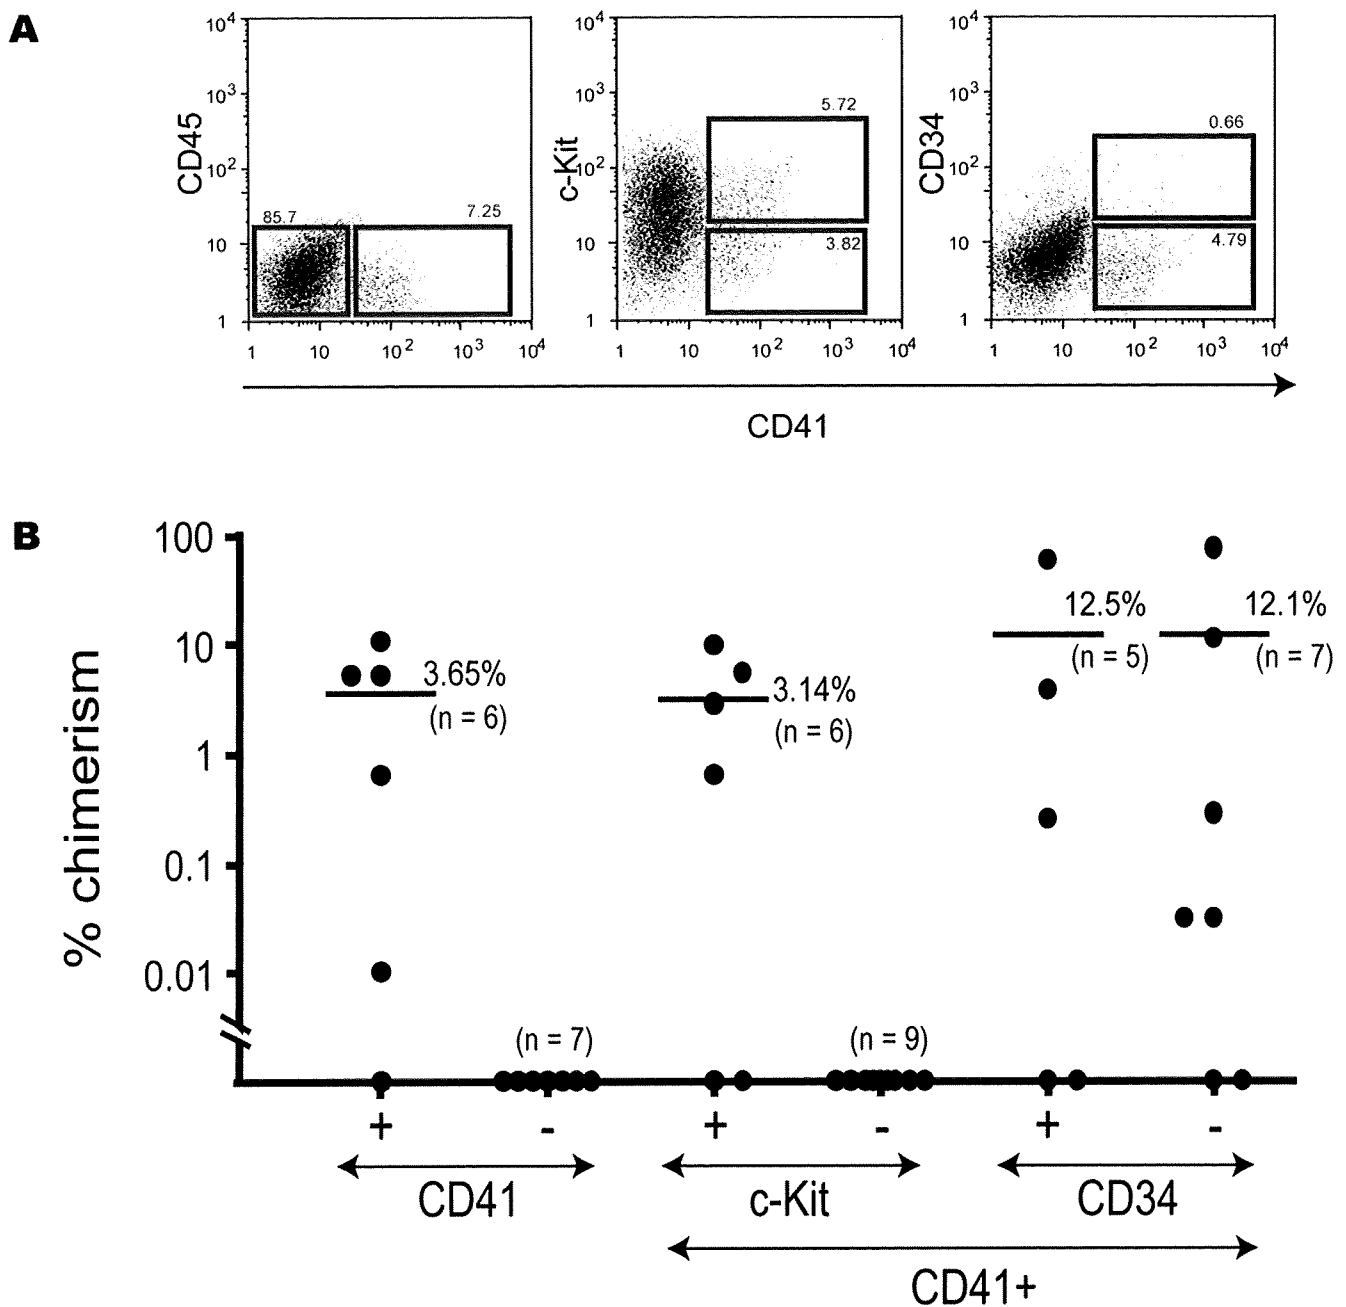 A
10⁴ 10⁴ 10⁴
10³ 10³ 10³
10² 10² 10²
10 10 10
1 1 1
CD45 c-Kit CD34
85.7 7.25
5.72
3.82
0.66
4.79
1 10 10² 10³ 10⁴ 1 10 10² 10³ 10⁴ 1 10 10² 10³ 10⁴
CD41
B
% chimerism
100
10
1
0.1
0.01
3.65%
(n = 6)
(n = 7)
3.14%
(n = 6)
(n = 9)
12.5%
(n = 5)
12.1%
(n = 7)
+ - + - + -
CD41 c-Kit CD34
CD41+